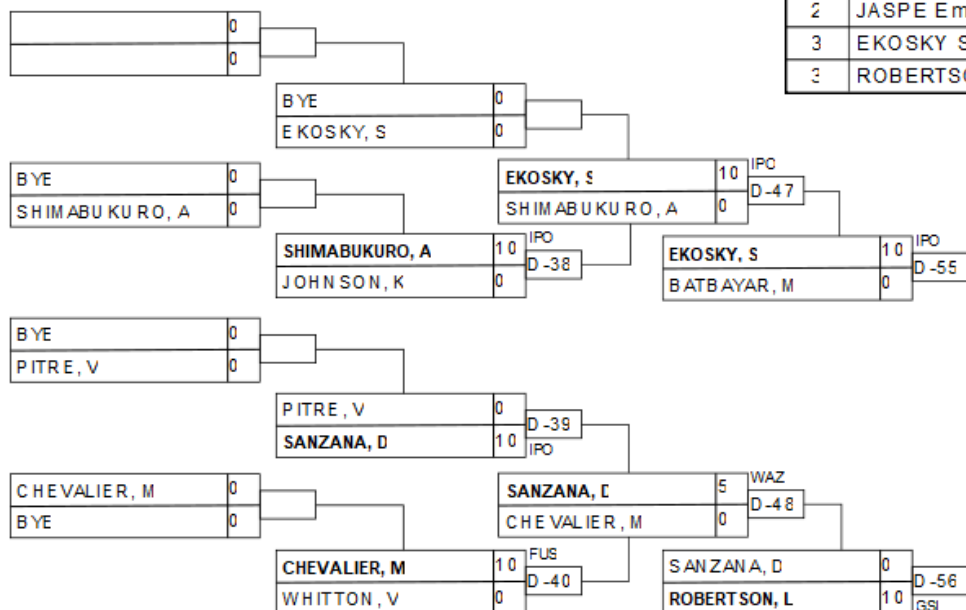 0
0
2 JASPE Em
3 EKOSKY S
3 ROBERTSO
BYE 0
EKOSKY, S 0
BYE 0
SHIMABUKURO, A 0
EKOSKY, S 10 IPO
D-47
SHIMABUKURO, A 0
SHIMABUKURO, A 10 IPO
D-38
JOHNSON, K 0
EKOSKY, S 10 IPO
D-55
BATBAYAR, M 0
BYE 0
PITRE, V 0
PITRE, V 0
D-39
SANZANA, D 10 IPO
CHEVALIER, M 0
BYE 0
SANZANA, D 5 WAZ
D-48
CHEVALIER, M 0
CHEVALIER, M 10 FUS
D-40
WHITTON, V 0
SANZANA, D 0
D-56
ROBERTSON, L 10 GSI